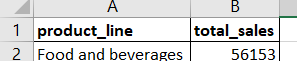 A B
1 product_line total_sales
2 Food and beverages 56153